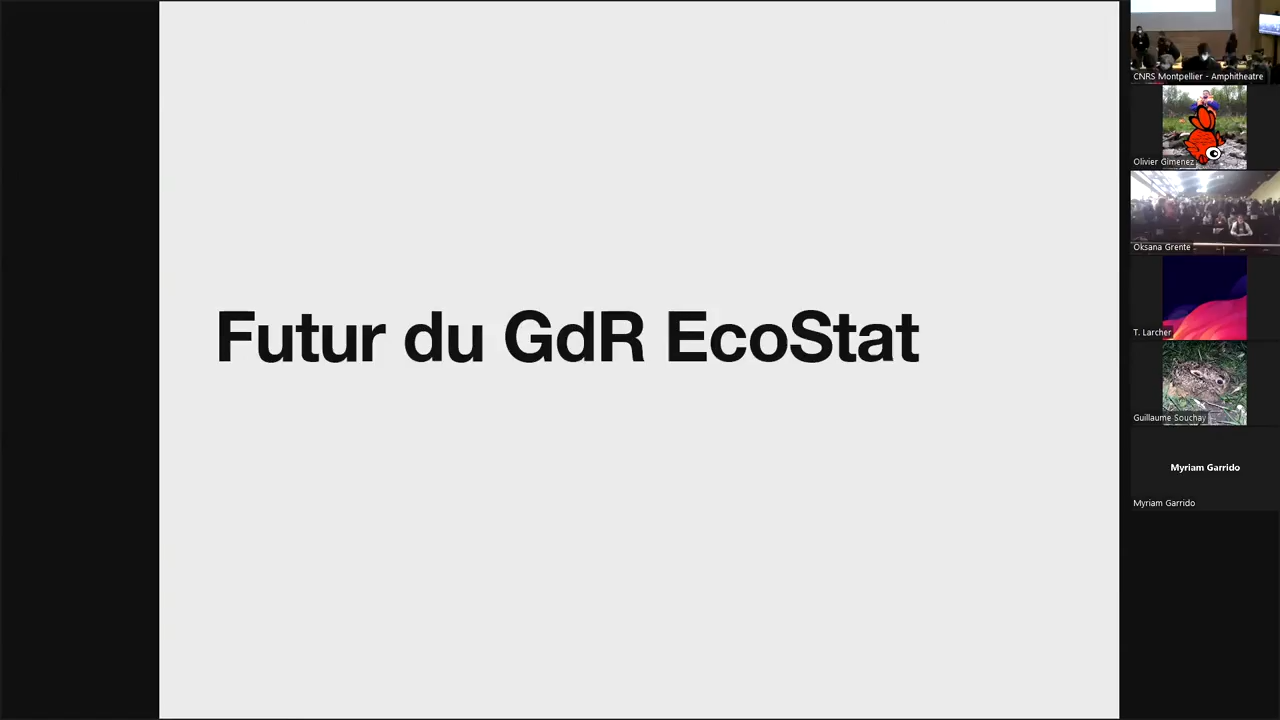 Futur du GdR EcoStat
CNRS Montpellier - Amphitheatre
Olivier Gimenez
Oksana Grente
T. Larcher
Guillaume Souchay
Myriam Garrido
Myriam Garrido